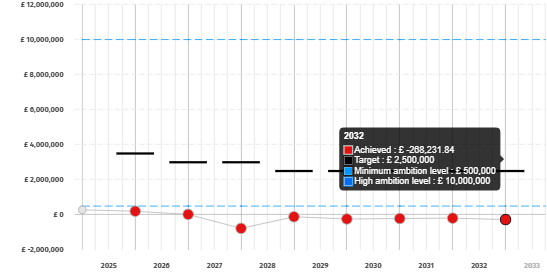 £ 12,000,000
£ 10,000,000
£ 8,000,000
£ 6,000,000
£ 4,000,000
£ 2,000,000
£ 0
£ -2,000,000
2032
Achieved : £ -268,231.84
Target : £ 2,500,000
Minimum ambition level : £ 500,000
High ambition level : £ 10,000,000
2025 2026 2027 2028 2029 2030 2031 2032 2033